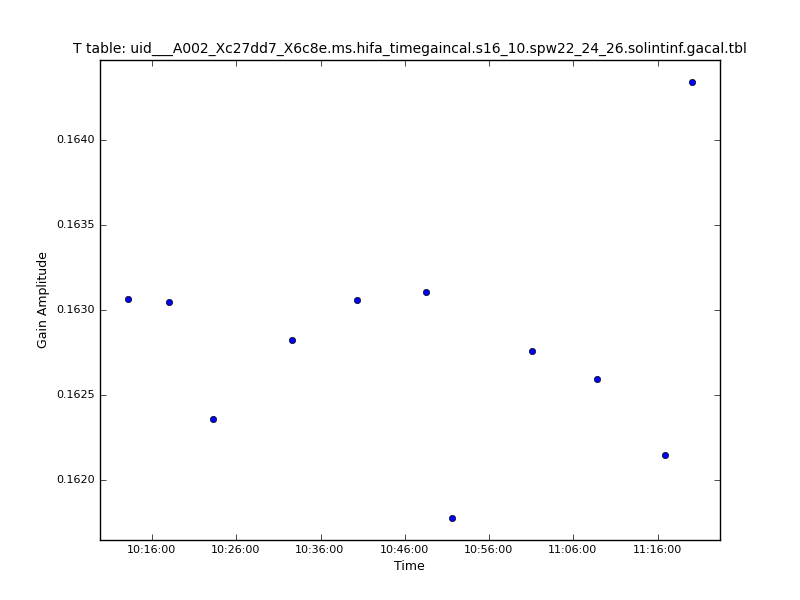 T table: uid___A002_Xc27dd7_X6c8e.ms.hifa_timegaincal.s16_10.spw22_24_26.solintinf.gacal.tbl
0.1640
0.1635
0.1630
0.1625
0.1620
Gain Amplitude
10:16:00 10:26:00 10:36:00 10:46:00 10:56:00 11:06:00 11:16:00
Time